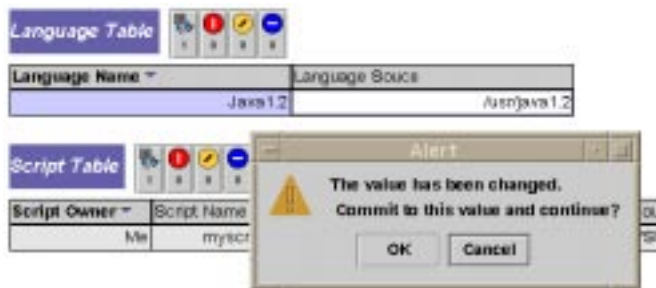 Language Table
Language Name Language Souce
Java1.2 /usr/java1.2
Script Table
Alert
The value has been changed.
Commit to this value and continue?
Script Owner Script Name
Me myscr
OK Cancel